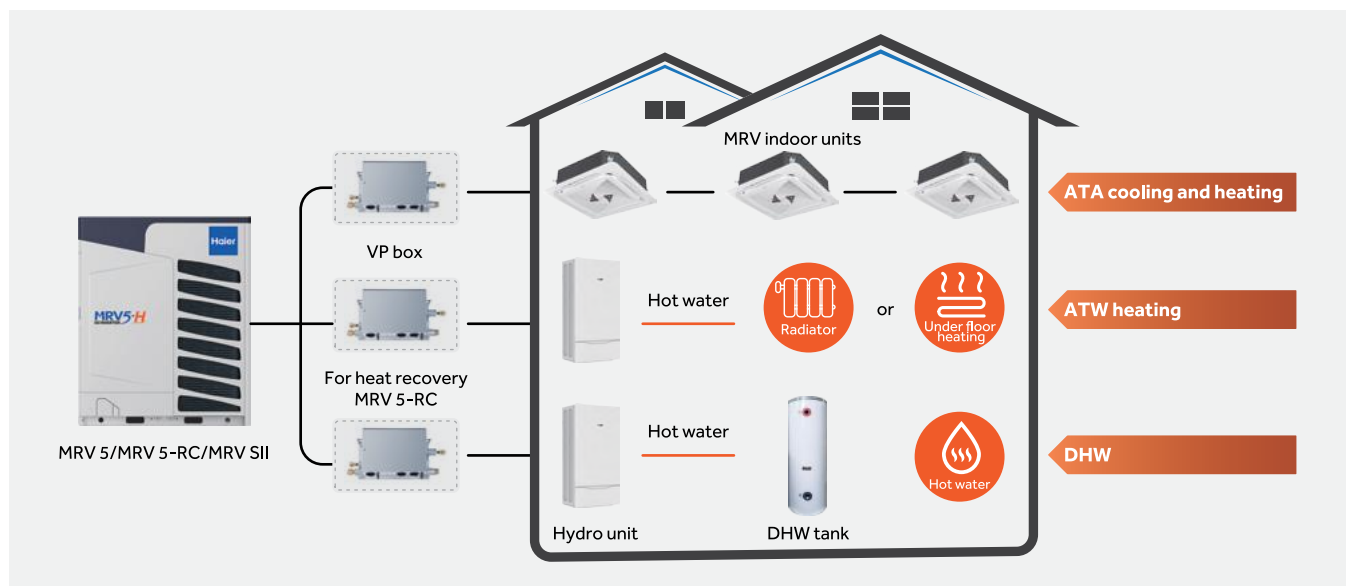 MRV indoor units
ATA cooling and heating
VP box
Haier
MRV5-H
Hot water
Radiator
or
Under floor
heating
ATW heating
For heat recovery
MRV 5-RC
MRV 5/MRV 5-RC/MRV SII
Hot water
Hot water
DHW
Hydro unit
DHW tank